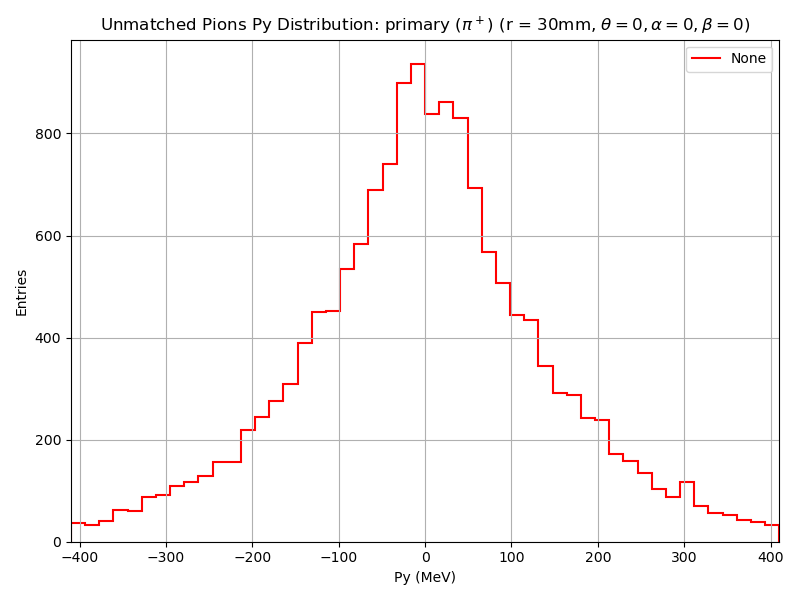 Unmatched Pions Py Distribution: primary (π⁺) (r = 30mm, θ = 0, α = 0, β = 0)
None
800
600
400
200
0
Entries
−400 −300 −200 −100 0 100 200 300 400
Py (MeV)